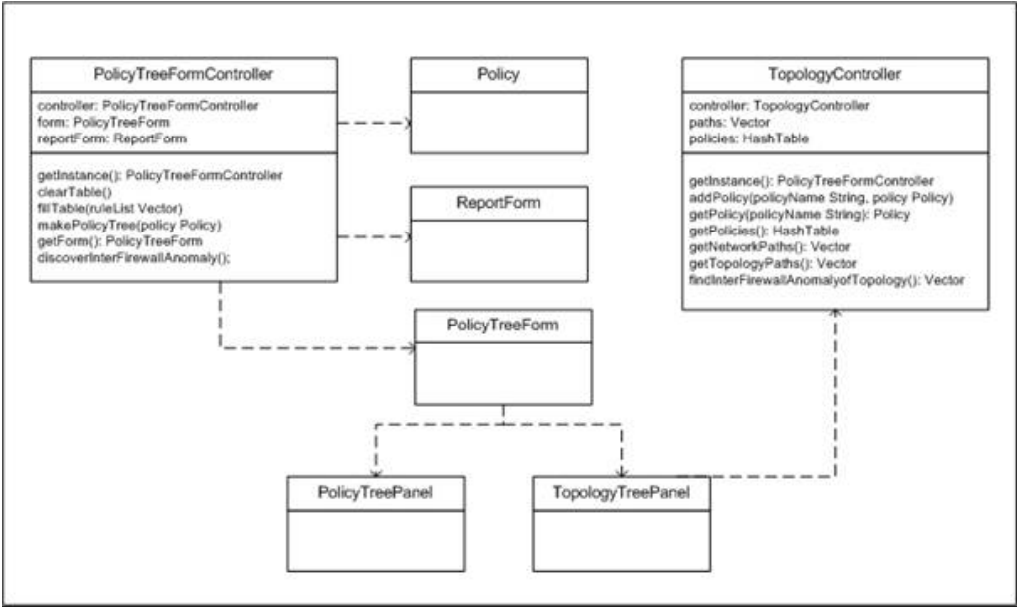 PolicyTreeFormController
controller: PolicyTreeFormController
form: PolicyTreeForm
reportForm: ReportForm
getInstance(): PolicyTreeFormController
clearTable()
fillTable(ruleList Vector)
makePolicyTree(policy Policy)
getForm(): PolicyTreeForm
discoverInterFirewallAnomaly();
Policy
ReportForm
PolicyTreeForm
PolicyTreePanel
TopologyTreePanel
TopologyController
controller: TopologyController
paths: Vector
policies: HashTable
getInstance(): PolicyTreeFormController
addPolicy(policyName String, policy Policy)
getPolicy(policyName String): Policy
getPolicies(): HashTable
getNetworkPaths(): Vector
getTopologyPaths(): Vector
findInterFirewallAnomalyofTopology(): Vector